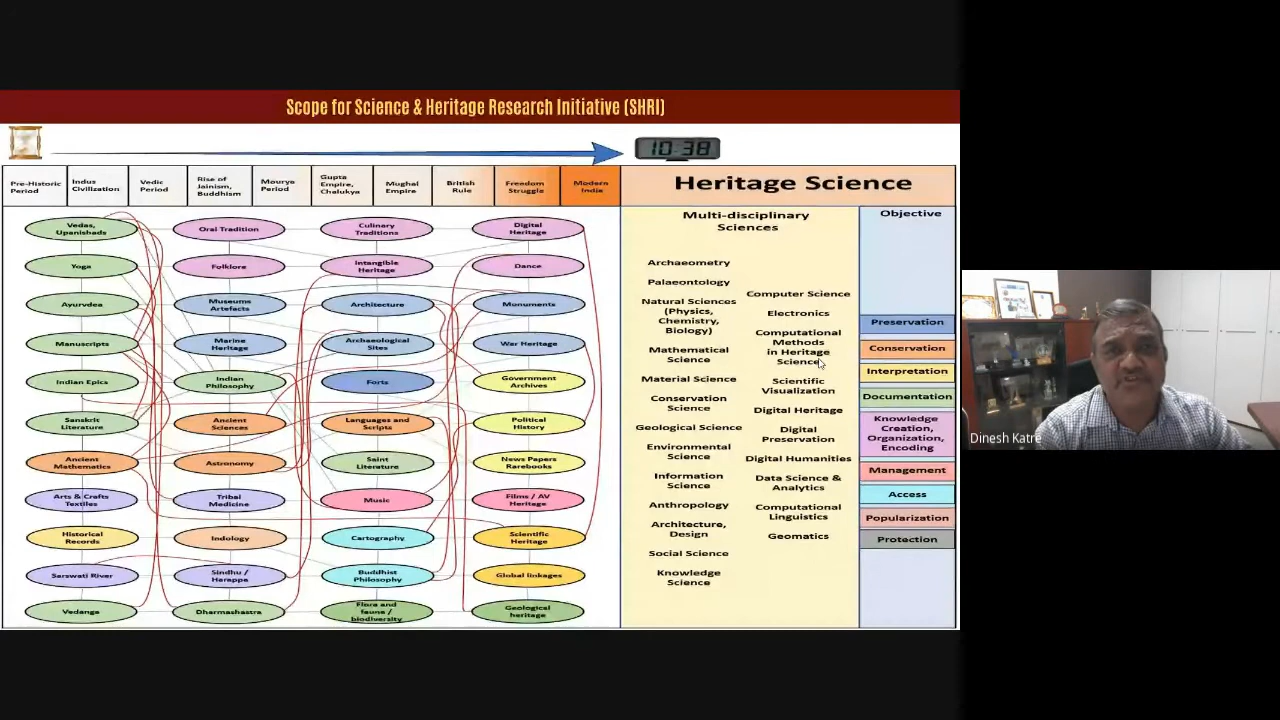 Scope for Science & Heritage Research Initiative (SHRI)
10:38
Pre-Historic
Period
Indus
Civilization
Vedic
Period
Rise of
Jainism,
Buddhism
Mourya
Period
Gupta
Empire,
Chalukya
Mughal
Empire
British
Rule
Freedom
Struggle
Modern
India
Heritage Science
Vedas,
Upanishads
Oral Tradition
Culinary
Traditions
Digital
Heritage
Yoga
Folklore
Intangible
Heritage
Dance
Ayurvdea
Museums
Artefacts
Architecture
Monuments
Manuscripts
Marine
Heritage
Archaeological
Sites
War Heritage
Indian Epics
Indian
Philosophy
Forts
Government
Archives
Sanskrit
Literature
Ancient
Sciences
Languages and
Scripts
Political
History
Ancient
Mathematics
Astronomy
Saint
Literature
News Papers
Rarebooks
Arts & Crafts
Textiles
Tribal
Medicine
Music
Films / AV
Heritage
Historical
Records
Indology
Cartography
Scientific
Heritage
Sarswati River
Sindhu /
Harappa
Buddhist
Philosophy
Global linkages
Vedanga
Dharmashastra
Flora and
fauna /
biodiversity
Geological
heritage
Multi-disciplinary
Sciences
Archaeometry
Palaeontology
Natural Sciences
(Physics,
Chemistry,
Biology)
Mathematical
Science
Material Science
Conservation
Science
Geological Science
Environmental
Science
Information
Science
Anthropology
Architecture,
Design
Social Science
Knowledge
Science
Computer Science
Electronics
Computational
Methods
in Heritage
Science
Scientific
Visualization
Digital Heritage
Digital
Preservation
Digital Humanities
Data Science &
Analytics
Computational
Linguistics
Geomatics
Objective
Preservation
Conservation
Interpretation
Documentation
Knowledge
Creation,
Organization,
Encoding
Management
Access
Popularization
Protection
Dinesh Katre